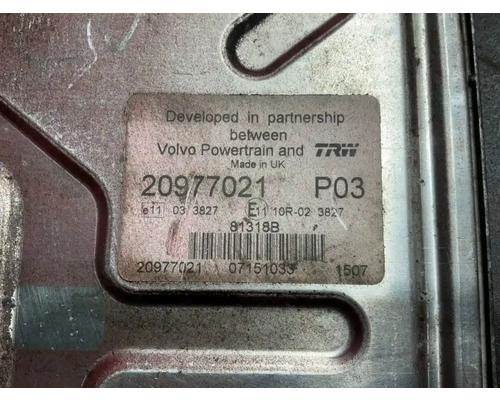 Developed in partnership
between
Volvo Powertrain and TRW
Made in UK
20977021 P03
e11 03 3827 E11 10R-02 3827
81318B
20977021 07151033 1507